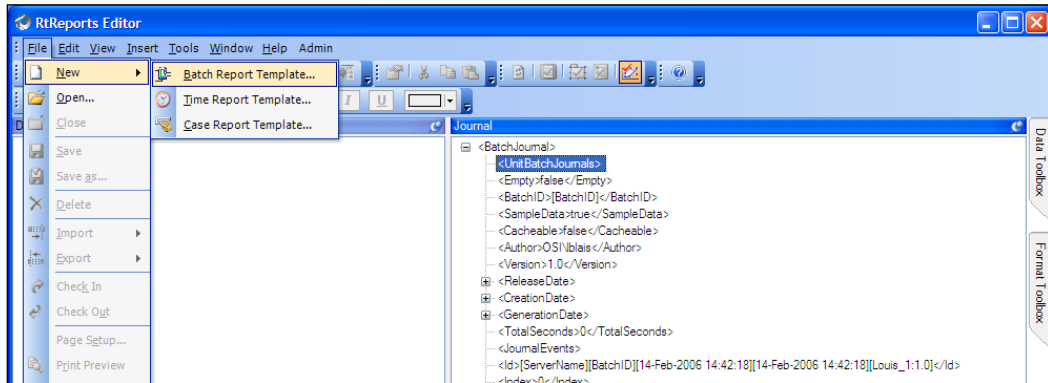 RtReports Editor
File Edit View Insert Tools Window Help Admin
New
Open...
Close
Save
Save as...
Delete
Import
Export
Check In
Check Out
Page Setup...
Print Preview
Batch Report Template...
Time Report Template...
Case Report Template...
I U
D
Journal
<BatchJournal>
<UnitBatchJournals>
<Empty>false</Empty>
<BatchID>[BatchID]</BatchID>
<SampleData>true</SampleData>
<Cacheable>false</Cacheable>
<Author>OSI\lblais</Author>
<Version>1.0</Version>
<ReleaseDate>
<CreationDate>
<GenerationDate>
<TotalSeconds>0</TotalSeconds>
<JournalEvents>
<Id>[ServerName][BatchID][14-Feb-2006 14:42:18][14-Feb-2006 14:42:18][Louis_1:1.0]</Id>
<Index>0</Index>
Data Toolbox
Format Toolbox